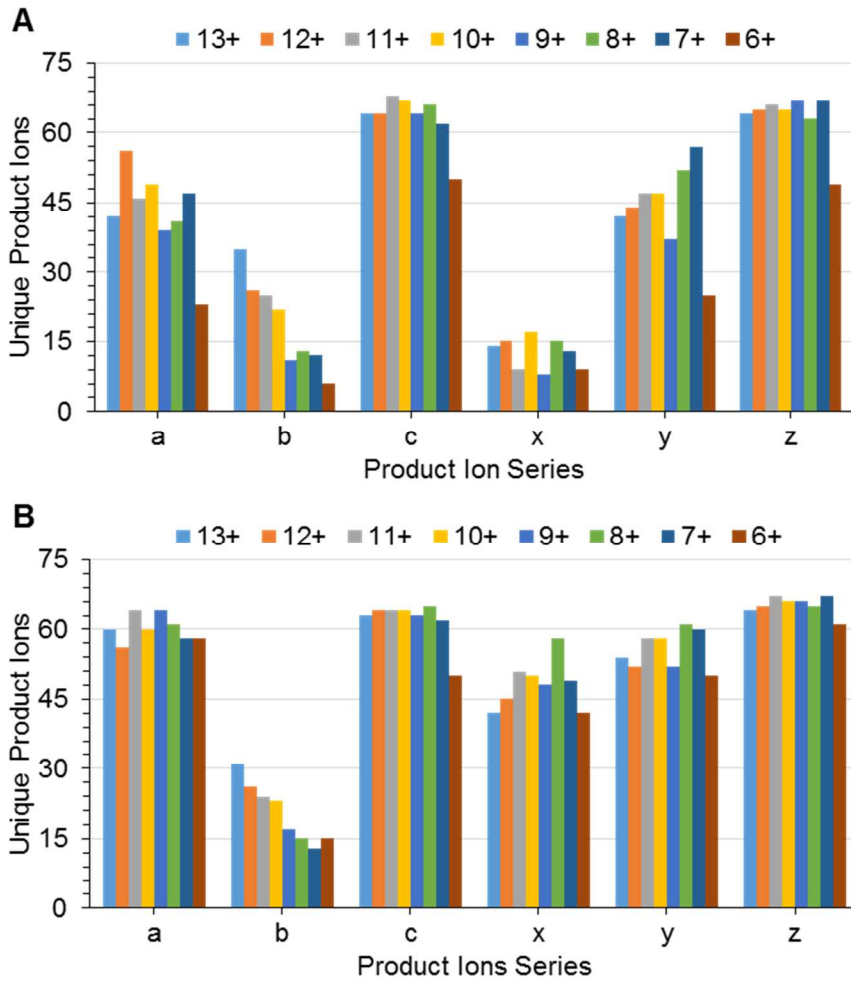 A
13+ 12+ 11+ 10+ 9+ 8+ 7+ 6+
75
60
45
30
15
0
Unique Product Ions
a b c x y z
Product Ion Series
B
13+ 12+ 11+ 10+ 9+ 8+ 7+ 6+
75
60
45
30
15
0
Unique Product Ions
a b c x y z
Product Ions Series